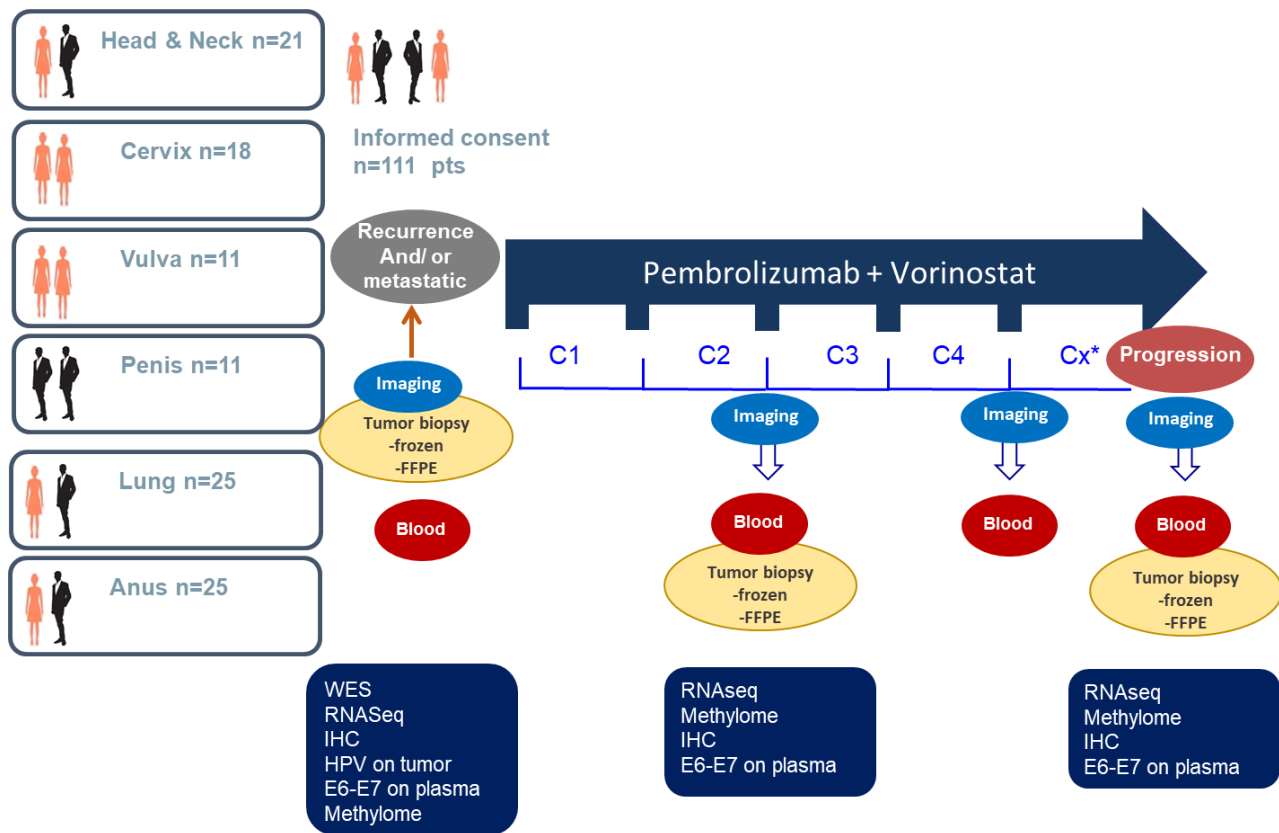 Head & Neck n=21
Cervix n=18
Vulva n=11
Penis n=11
Lung n=25
Anus n=25
Informed consent
n=111 pts
Recurrence
And/ or
metastatic
Imaging
Tumor biopsy
-frozen
-FFPE
Blood
Pembrolizumab + Vorinostat
C1
C2
C3
C4
Cx*
Progression
Imaging
Blood
Tumor biopsy
-frozen
-FFPE
Imaging
Blood
Imaging
Blood
Tumor biopsy
-frozen
-FFPE
WES
RNASeq
IHC
HPV on tumor
E6-E7 on plasma
Methylome
RNAseq
Methylome
IHC
E6-E7 on plasma
RNAseq
Methylome
IHC
E6-E7 on plasma